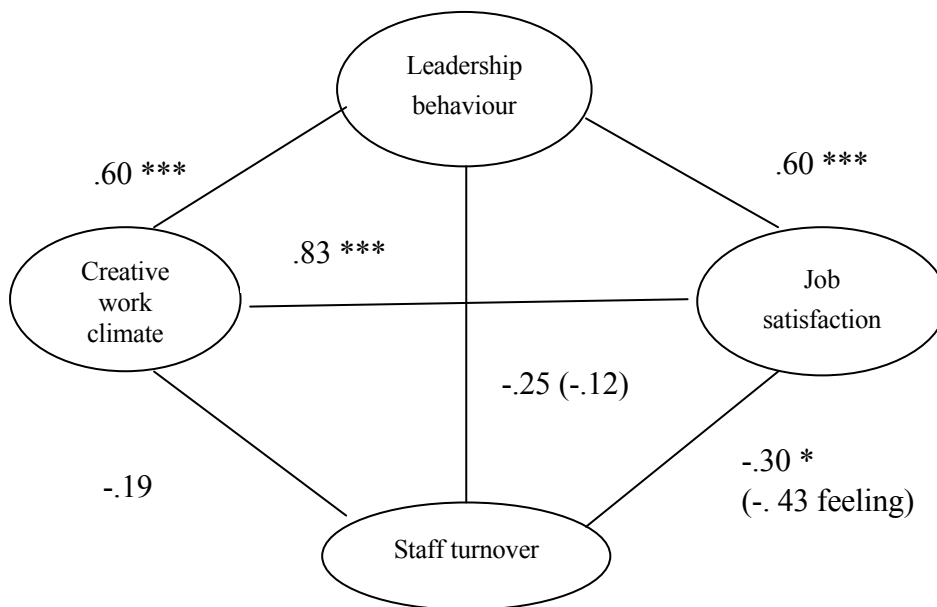 Leadership
behaviour
.60 ***
.60 ***
.83 ***
Creative
work
climate
Job
satisfaction
-.25 (-.12)
-.19
-.30 *
(-. 43 feeling)
Staff turnover